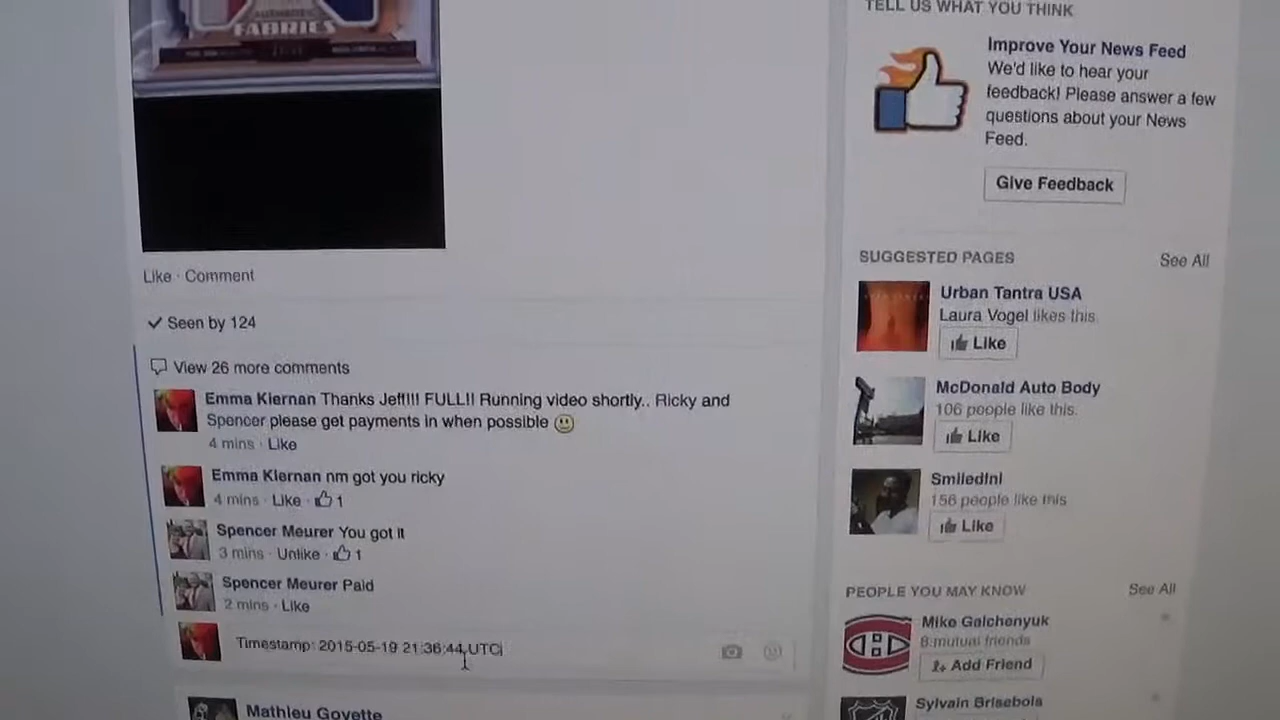 AUTHENTIC
FABRICS
Like · Comment
Seen by 124
View 26 more comments
Emma Kiernan Thanks Jeff!!! FULL!! Running video shortly.. Ricky and
Spencer please get payments in when possible
4 mins · Like
Emma Kiernan nm got you ricky
4 mins · Like · 1
Spencer Meurer You got it
3 mins · Unlike · 1
Spencer Meurer Paid
2 mins · Like
Timestamp: 2015-05-19 21:36:44 UTC
Mathieu Goyette
TELL US WHAT YOU THINK
Improve Your News Feed
We'd like to hear your
feedback! Please answer a few
questions about your News
Feed.
Give Feedback
SUGGESTED PAGES See All
Urban Tantra USA
Laura Vogel likes this.
Like
McDonald Auto Body
106 people like this.
Like
Smiledini
156 people like this
Like
PEOPLE YOU MAY KNOW See All
Mike Galchenyuk
8 mutual friends
Add Friend
Sylvain Brisebois